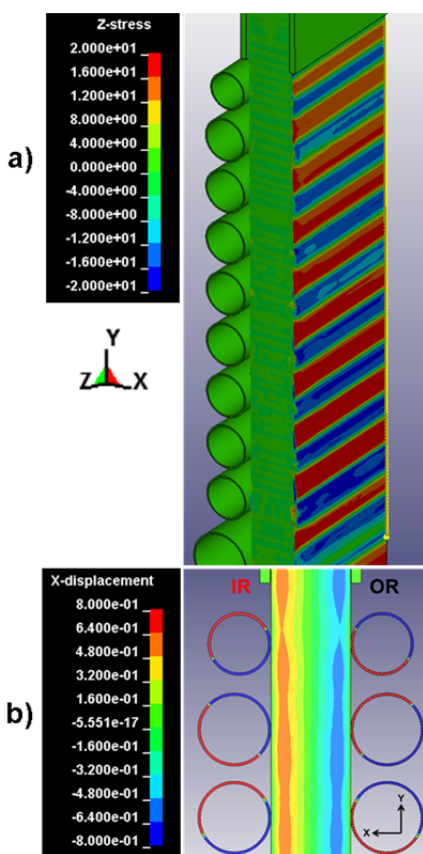 a)
Z-stress
2.000e+01
1.600e+01
1.200e+01
8.000e+00
4.000e+00
0.000e+00
-4.000e+00
-8.000e+00
-1.200e+01
-1.600e+01
-2.000e+01
Y
Z X
b)
X-displacement
8.000e-01
6.400e-01
4.800e-01
3.200e-01
1.600e-01
-5.551e-17
-1.600e-01
-3.200e-01
-4.800e-01
-6.400e-01
-8.000e-01
IR OR
Y
X